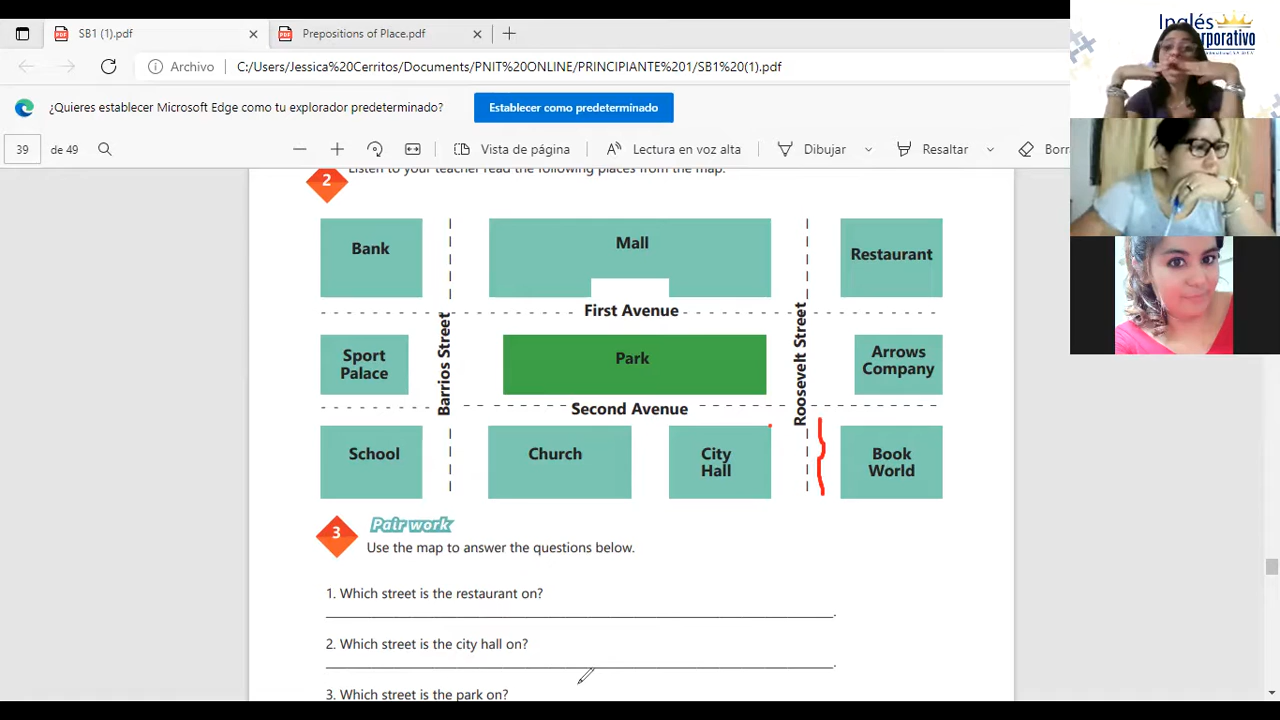 SB1 (1).pdf
Prepositions of Place.pdf
Archivo
C:/Users/Jessica%20Cerritos/Documents/PNIT%20ONLINE/PRINCIPIANTE%201/SB1%20(1).pdf
¿Quieres establecer Microsoft Edge como tu explorador predeterminado?
Establecer como predeterminado
39 de 49
Vista de página
Lectura en voz alta
Dibujar
Resaltar
Borr
2
Listen to your teacher read the following places from the map.
Bank
Mall
Restaurant
First Avenue
Barrios Street
Roosevelt Street
Sport
Palace
Park
Arrows
Company
Second Avenue
School
Church
City
Hall
Book
World
3
Pair work
Use the map to answer the questions below.
1. Which street is the restaurant on?
2. Which street is the city hall on?
3. Which street is the park on?
Inglés
orporativo